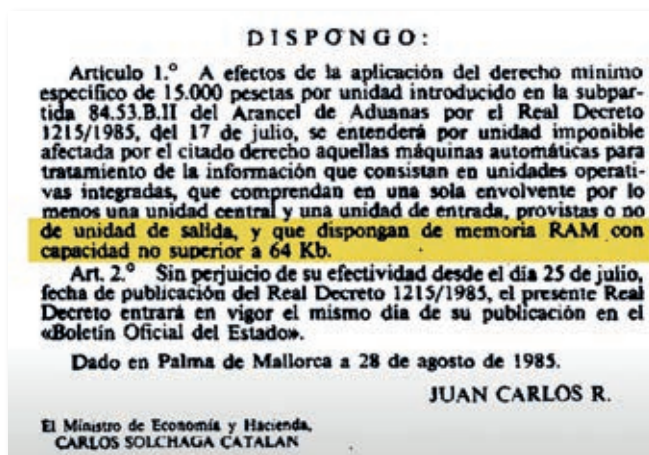 DISPONGO:
Artículo 1.º A efectos de la aplicación del derecho mínimo
específico de 15.000 pesetas por unidad introducido en la subpar-
tida 84.53.B.II del Arancel de Aduanas por el Real Decreto
1215/1985, del 17 de julio, se entenderá por unidad imponible
afectada por el citado derecho aquellas máquinas automáticas para
tratamiento de la información que consistan en unidades operati-
vas integradas, que comprendan en una sola envolvente por lo
menos una unidad central y una unidad de entrada, provistas o no
de unidad de salida, y que dispongan de memoria RAM con
capacidad no superior a 64 Kb.
Art. 2.º Sin perjuicio de su efectividad desde el día 25 de julio,
fecha de publicación del Real Decreto 1215/1985, el presente Real
Decreto entrará en vigor el mismo día de su publicación en el
«Boletín Oficial del Estado».
Dado en Palma de Mallorca a 28 de agosto de 1985.
JUAN CARLOS R.
El Ministro de Economía y Hacienda,
CARLOS SOLCHAGA CATALAN